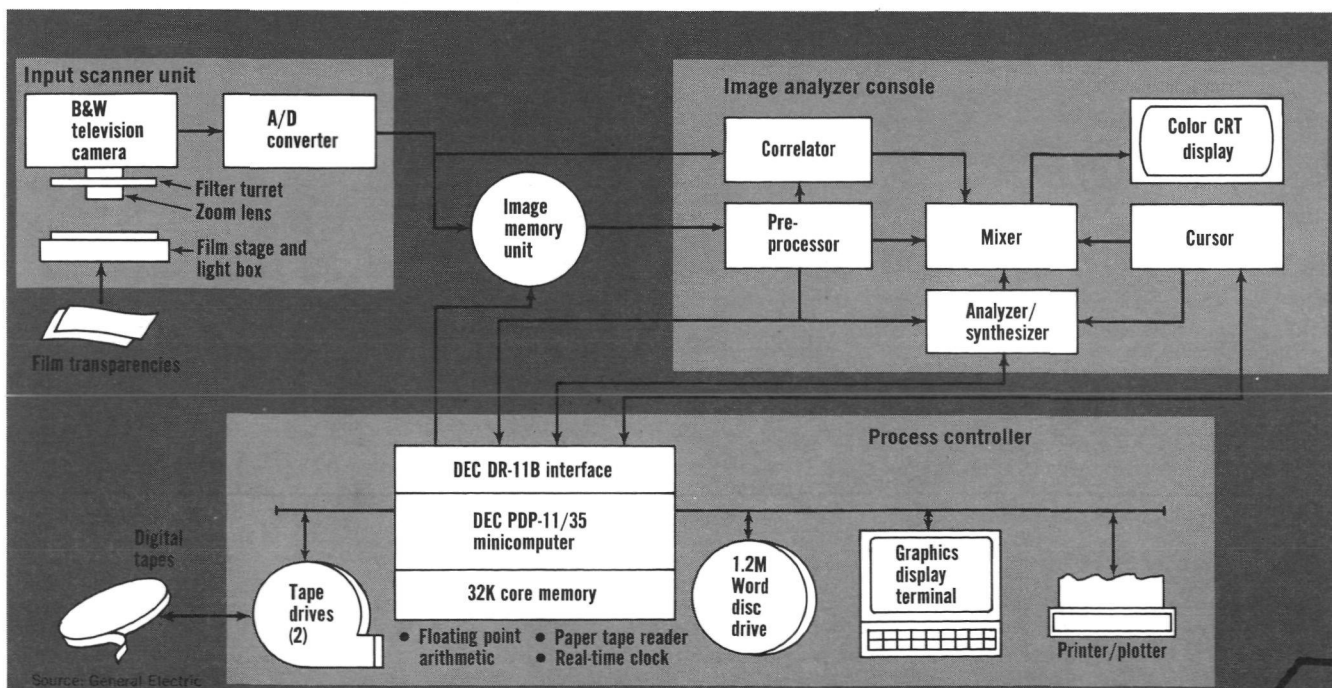 Input scanner unit
B&W
television
camera
A/D
converter
Filter turret
Zoom lens
Film stage and
light box
Film transparencies
Image
memory
unit
Image analyzer console
Correlator
Color CRT
display
Pre-
processor
Mixer
Cursor
Analyzer/
synthesizer
Process controller
DEC DR-11B interface
DEC PDP-11/35
minicomputer
32K core memory
Digital
tapes
Tape
drives
(2)
• Floating point
arithmetic
• Paper tape reader
• Real-time clock
1.2M
Word
disc
drive
Graphics
display
terminal
Printer/plotter
Source: General Electric